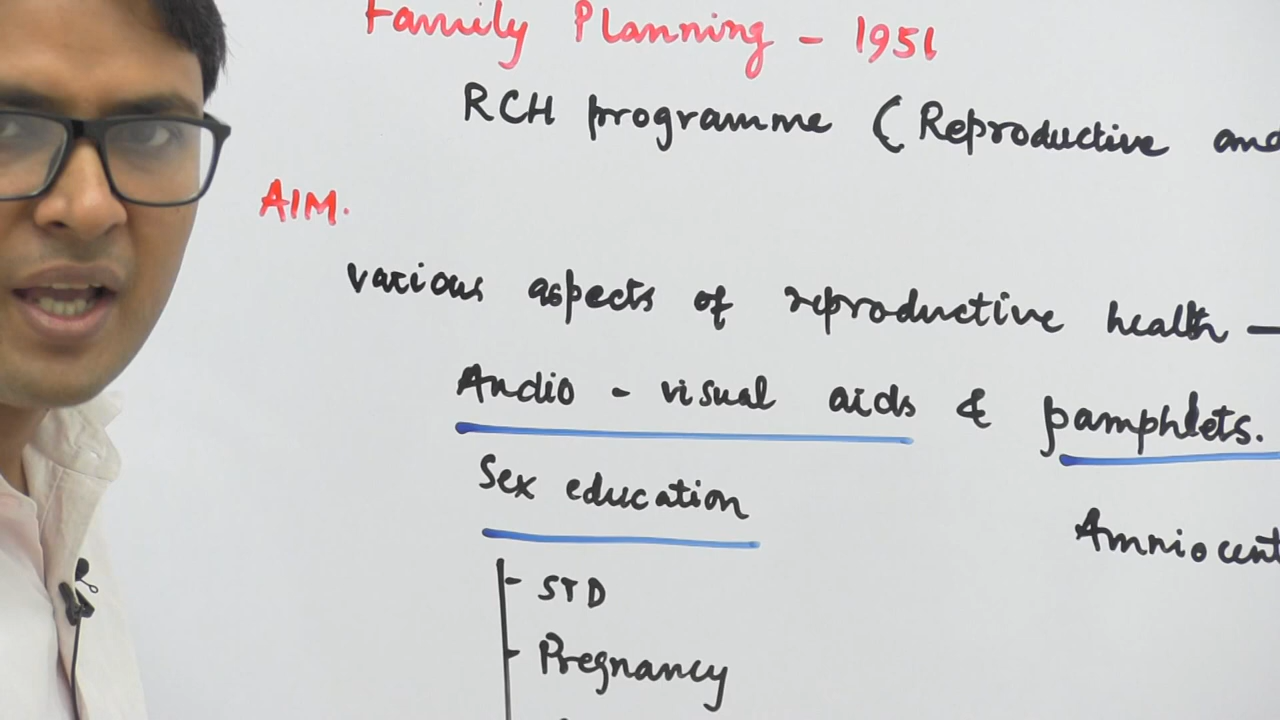 Family Planning - 1951
RCH programme (Reproductive and
AIM.
various aspects of reproductive health —
Audio - visual aids & pamphlets.
Sex education
Amniocent
- STD
- Pregnancy